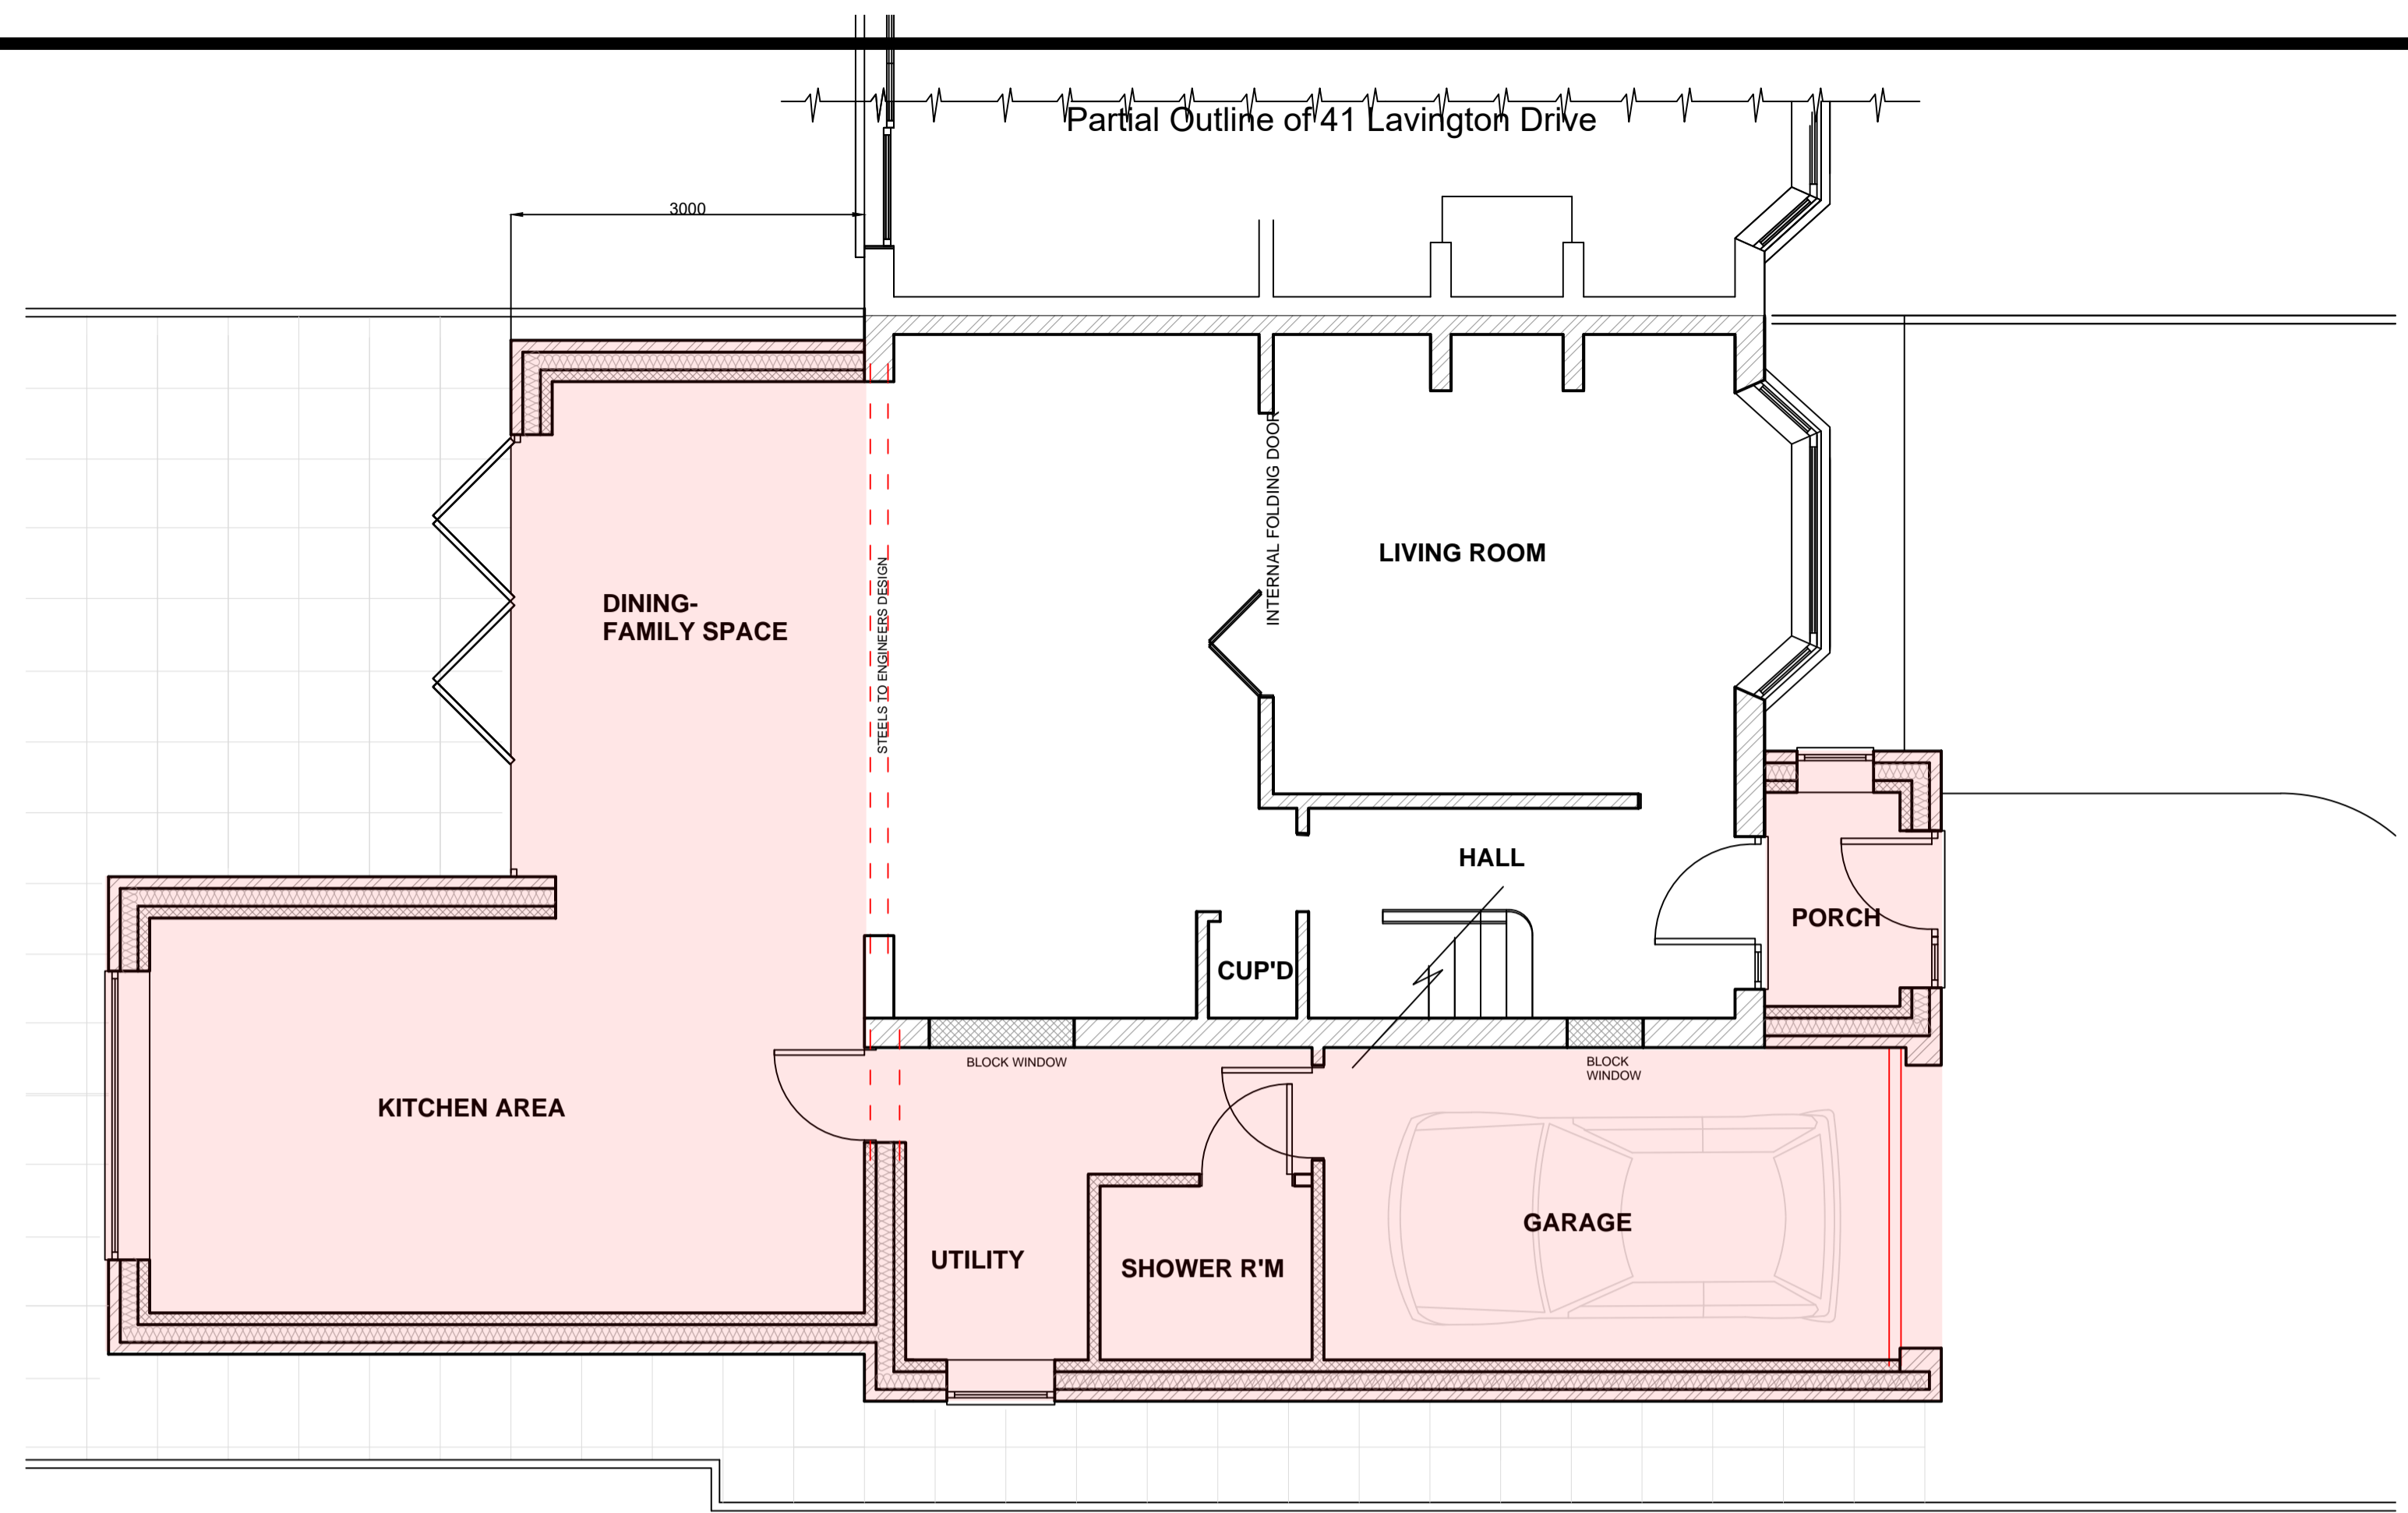 Partial Outline of 41 Lavington Drive
3000
INTERNAL FOLDING DOOR
LIVING ROOM
DINING-
FAMILY SPACE
STEELS TO ENGINEERS DESIGN
HALL
PORCH
CUP'D
BLOCK WINDOW
BLOCK
WINDOW
KITCHEN AREA
GARAGE
UTILITY
SHOWER R'M